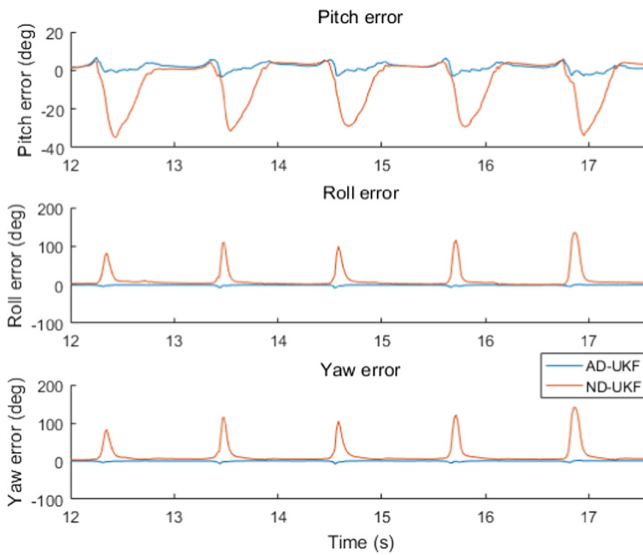 Pitch error
Pitch error (deg)
20
0
-20
-40
12 13 14 15 16 17
Roll error
Roll error (deg)
200
100
0
-100
12 13 14 15 16 17
Yaw error
AD-UKF
ND-UKF
Yaw error (deg)
200
100
0
-100
12 13 14 15 16 17
Time (s)